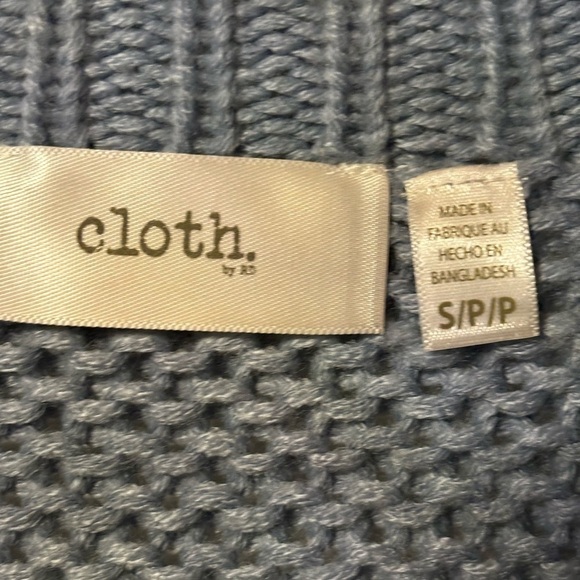 cloth.
by RD
MADE IN
FABRIQUE AU
HECHO EN
BANGLADESH
S/P/P